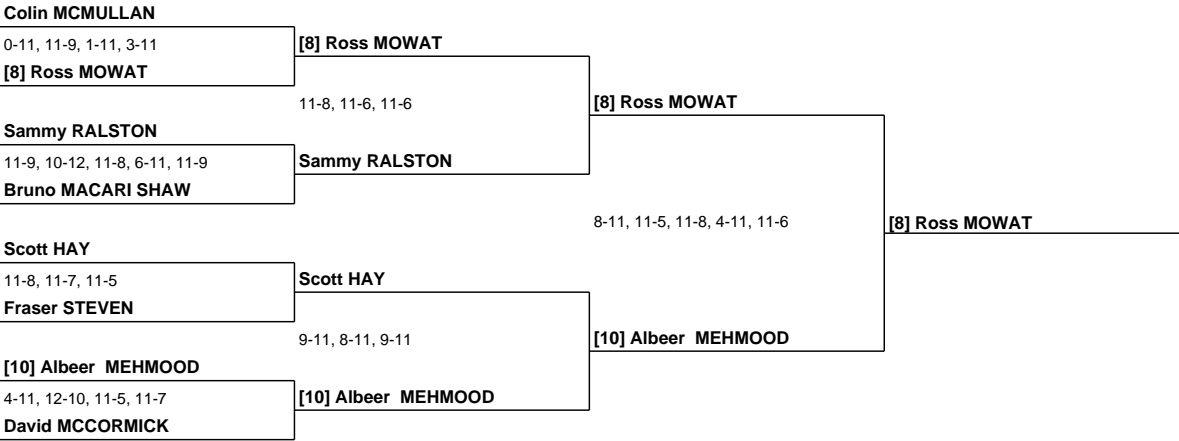 Colin MCMULLAN
0-11, 11-9, 1-11, 3-11
[8] Ross MOWAT
[8] Ross MOWAT
11-8, 11-6, 11-6
[8] Ross MOWAT
Sammy RALSTON
11-9, 10-12, 11-8, 6-11, 11-9
Sammy RALSTON
Bruno MACARI SHAW
8-11, 11-5, 11-8, 4-11, 11-6
[8] Ross MOWAT
Scott HAY
11-8, 11-7, 11-5
Scott HAY
Fraser STEVEN
9-11, 8-11, 9-11
[10] Albeer  MEHMOOD
[10] Albeer  MEHMOOD
4-11, 12-10, 11-5, 11-7
[10] Albeer  MEHMOOD
David MCCORMICK